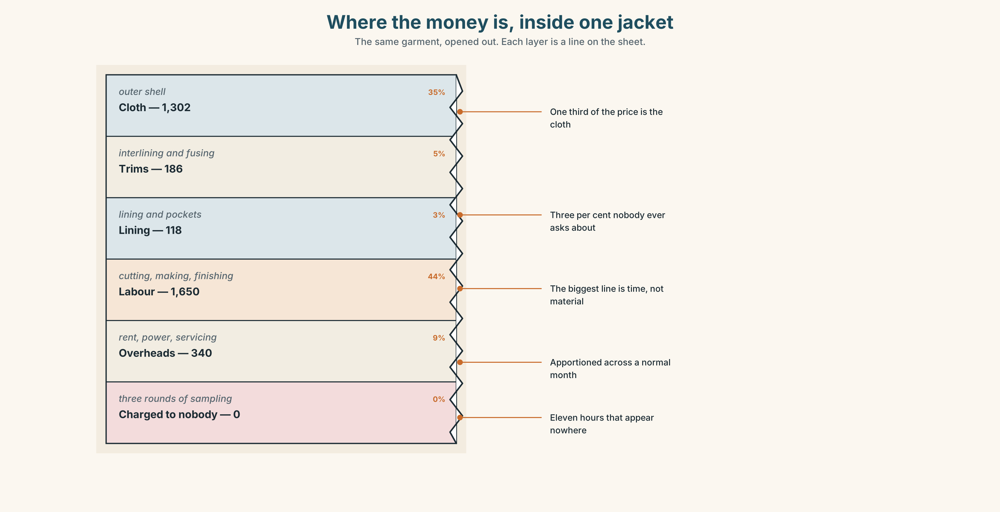 Where the money is, inside one jacket
The same garment, opened out. Each layer is a line on the sheet.
outer shell
35%
Cloth — 1,302
One third of the price is the
cloth
interlining and fusing
5%
Trims — 186
lining and pockets
3%
Lining — 118
Three per cent nobody ever
asks about
cutting, making, finishing
44%
Labour — 1,650
The biggest line is time, not
material
rent, power, servicing
9%
Overheads — 340
Apportioned across a normal
month
three rounds of sampling
0%
Charged to nobody — 0
Eleven hours that appear
nowhere